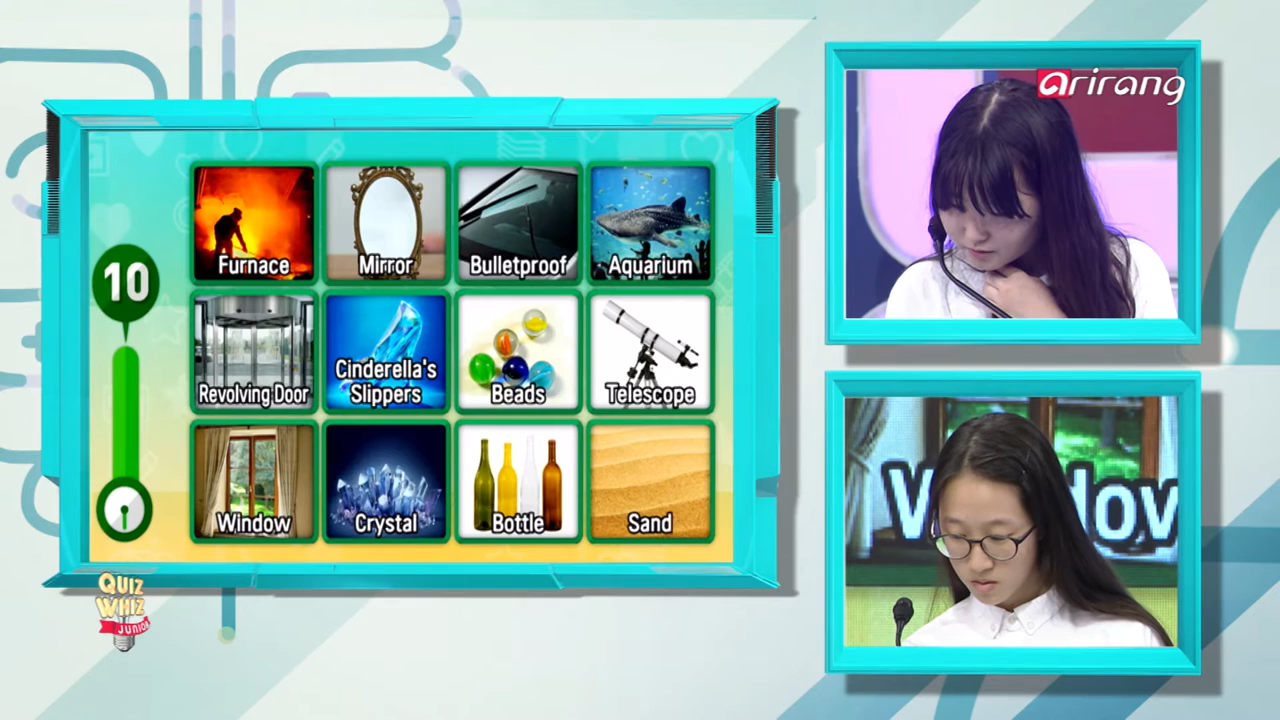 arirang
Furnace
Mirror
Bulletproof
Aquarium
10
Revolving Door
Cinderella's
Slippers
Beads
Telescope
Window
Crystal
Bottle
Sand
QUIZ
WHIZ
JUNIOR